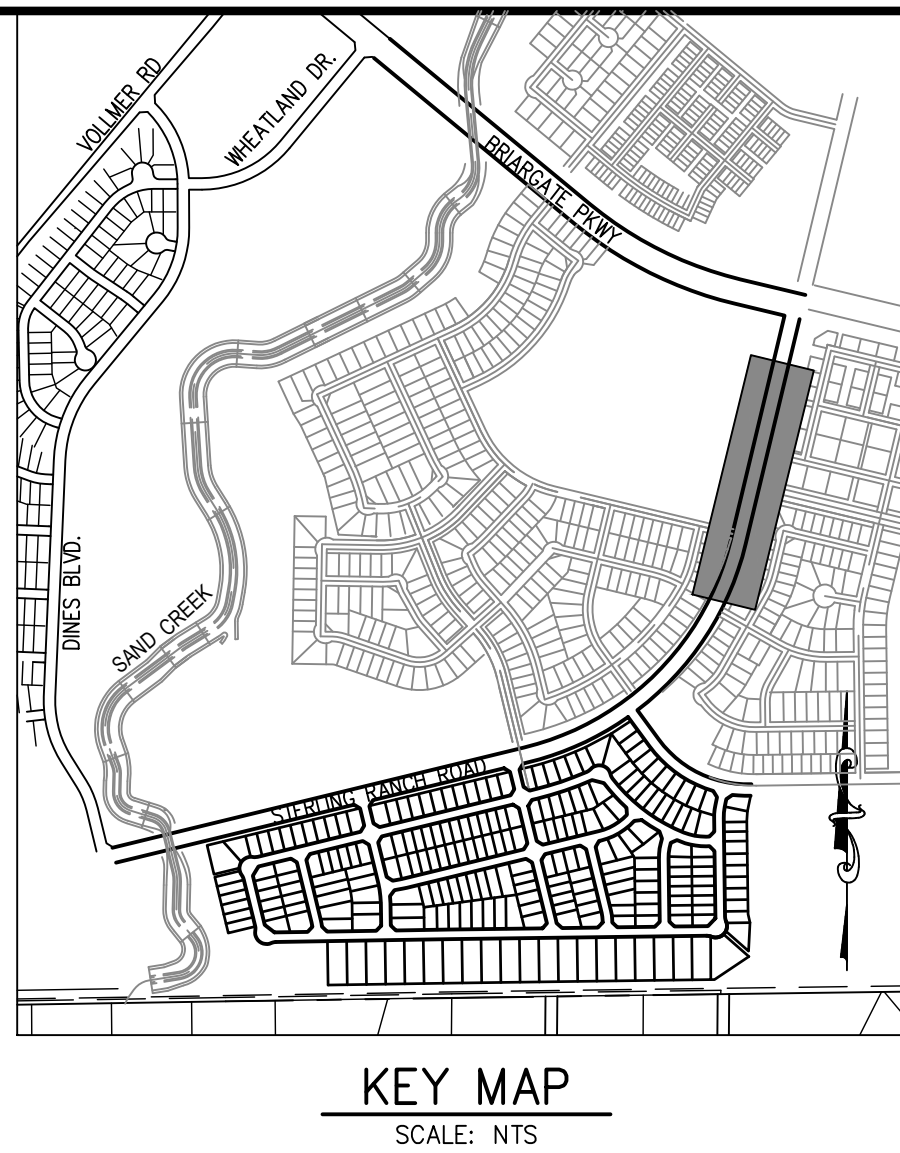 VOLLMER RD
WHEATLAND DR.
BRIARGATE PKWY
DINES BLVD.
SAND CREEK
STERLING RANCH ROAD
KEY MAP
SCALE: NTS